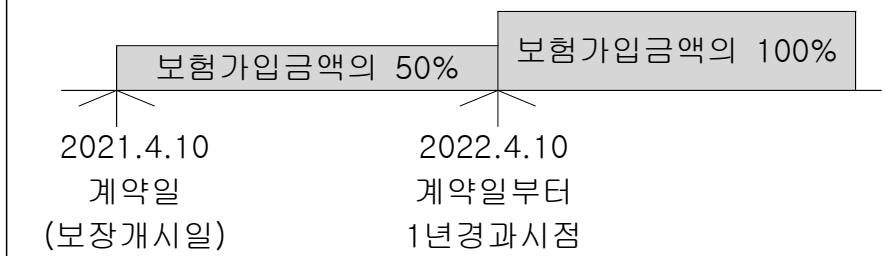 보험가입금액의 50%
보험가입금액의 100%
2021.4.10
계약일
(보장개시일)
2022.4.10
계약일부터
1년경과시점